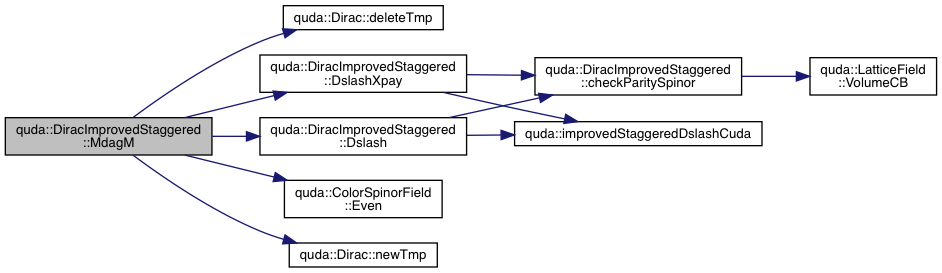 quda::Dirac::deleteTmp
quda::DiracImprovedStaggered
::DslashXpay
quda::DiracImprovedStaggered
::checkParitySpinor
quda::LatticeField
::VolumeCB
quda::DiracImprovedStaggered
::MdagM
quda::DiracImprovedStaggered
::Dslash
quda::improvedStaggeredDslashCuda
quda::ColorSpinorField
::Even
quda::Dirac::newTmp